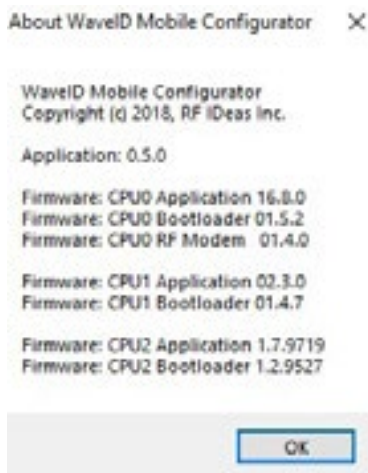 About WaveID Mobile Configurator
WaveID Mobile Configurator
Copyright (c) 2018, RF IDeas Inc.
Application: 0.5.0
Firmware: CPU0 Application 16.8.0
Firmware: CPU0 Bootloader 01.5.2
Firmware: CPU0 RF Modem 01.4.0
Firmware: CPU1 Application 02.3.0
Firmware: CPU1 Bootloader 01.4.7
Firmware: CPU2 Application 1.7.9719
Firmware: CPU2 Bootloader 1.2.9527
OK